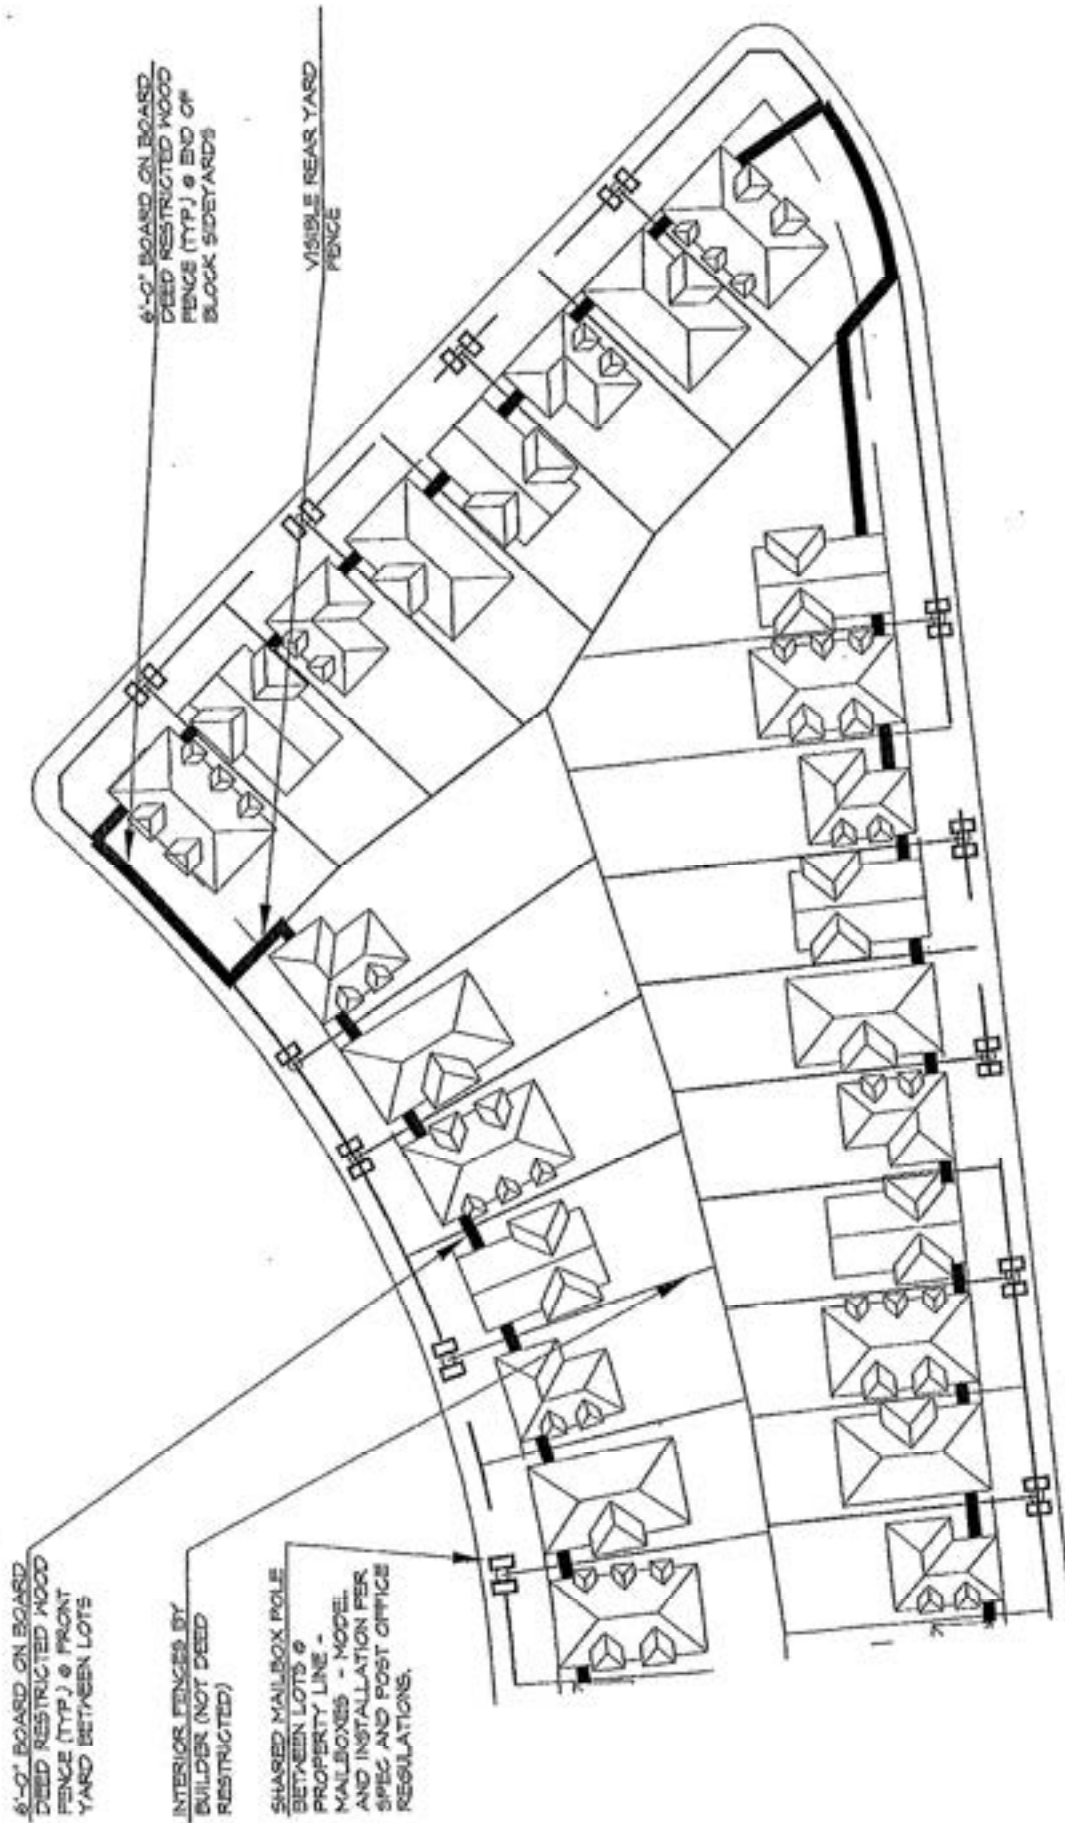 6'-0" BOARD ON BOARD
DEED RESTRICTED WOOD
FENCE (TYP.) @ END OF
BLOCK SIDEYARDS
VISIBLE REAR YARD
FENCE
6'-0" BOARD ON BOARD
DEED RESTRICTED WOOD
FENCE (TYP.) @ FRONT
YARD BETWEEN LOTS
INTERIOR FENCES BY
BUILDER (NOT DEED
RESTRICTED)
SHARED MAILBOX POLE
BETWEEN LOTS @
PROPERTY LINE -
MAILBOXES - MODEL
AND INSTALLATION PER
SPEC AND POST OFFICE
REGULATIONS.